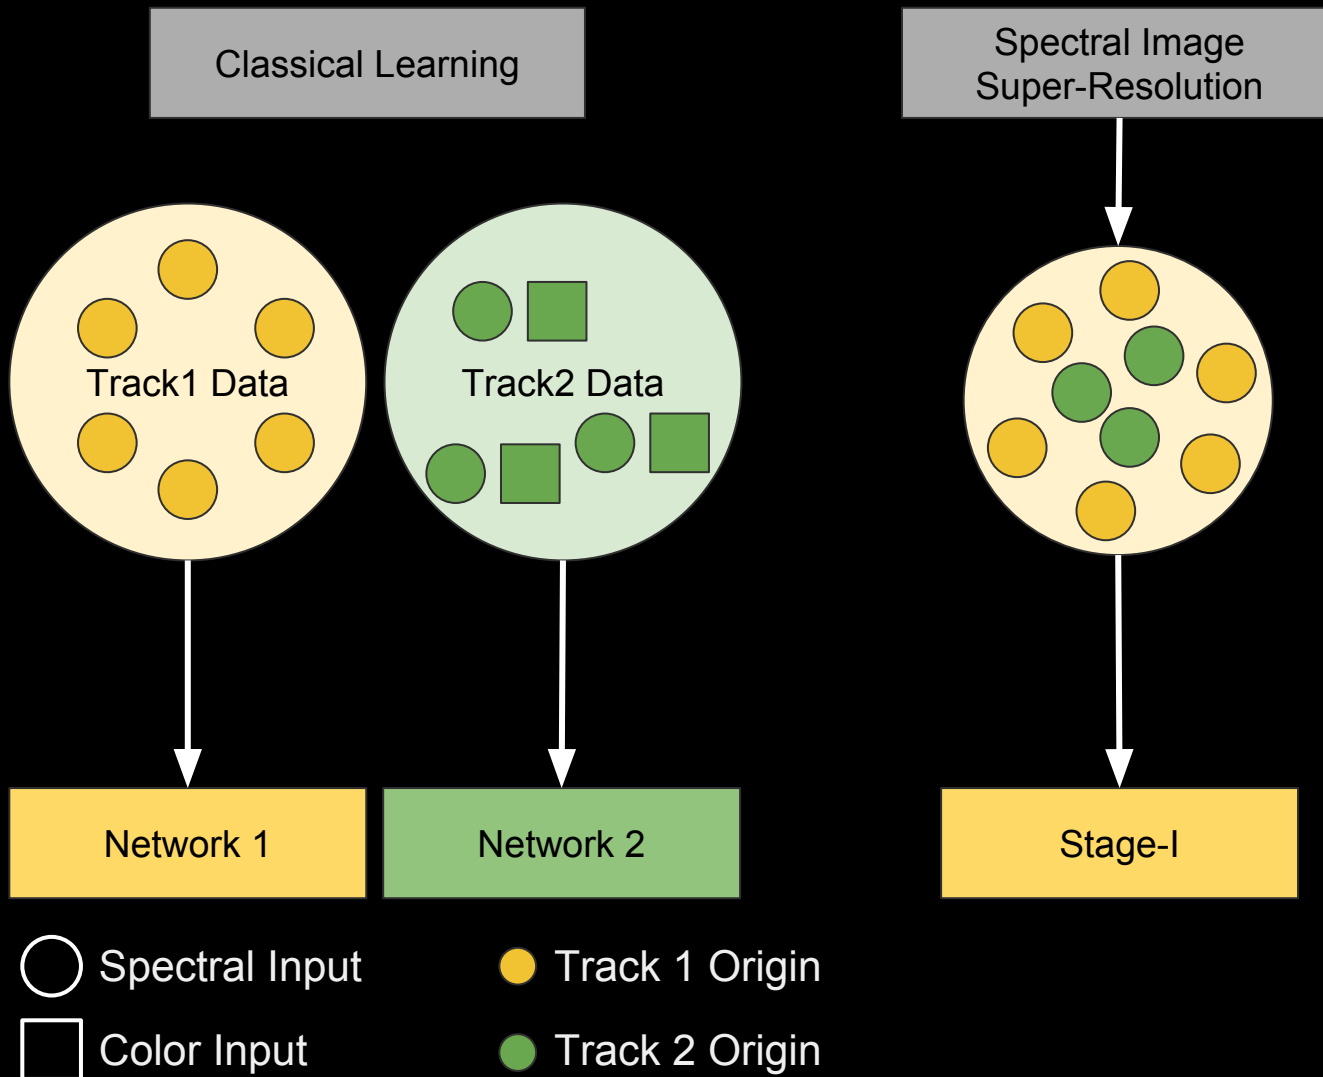 Classical Learning
Spectral Image
Super-Resolution
Track1 Data
Track2 Data
Network 1
Network 2
Stage-I
Spectral Input
Track 1 Origin
Color Input
Track 2 Origin